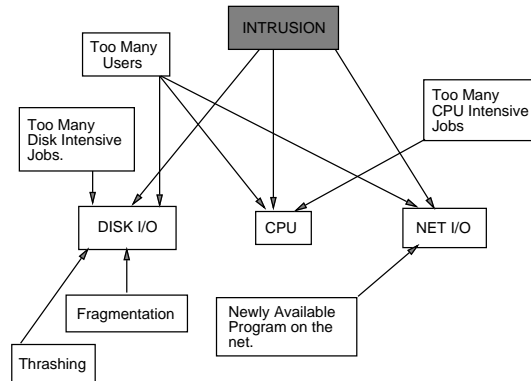 INTRUSION
Too Many
Users
Too Many
CPU Intensive
Jobs
Too Many
Disk Intensive
Jobs.
DISK I/O
CPU
NET I/O
Fragmentation
Newly Available
Program on the
net.
Thrashing